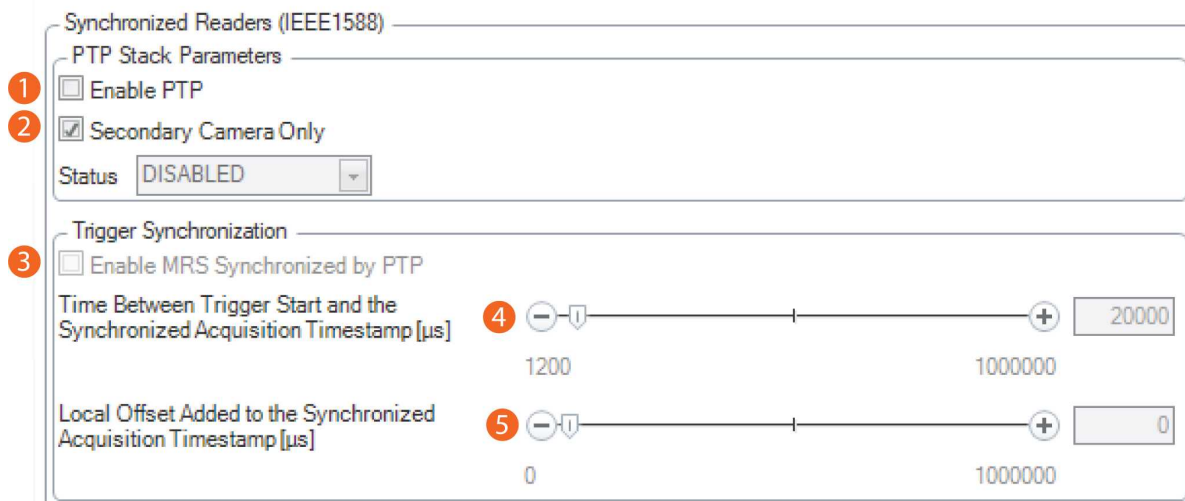 Synchronized Readers (IEEE1588)
PTP Stack Parameters
1 Enable PTP
2 Secondary Camera Only
Status DISABLED
Trigger Synchronization
3 Enable MRS Synchronized by PTP
Time Between Trigger Start and the
Synchronized Acquisition Timestamp [µs]
4 20000
1200 1000000
Local Offset Added to the Synchronized
Acquisition Timestamp [µs]
5 0
0 1000000